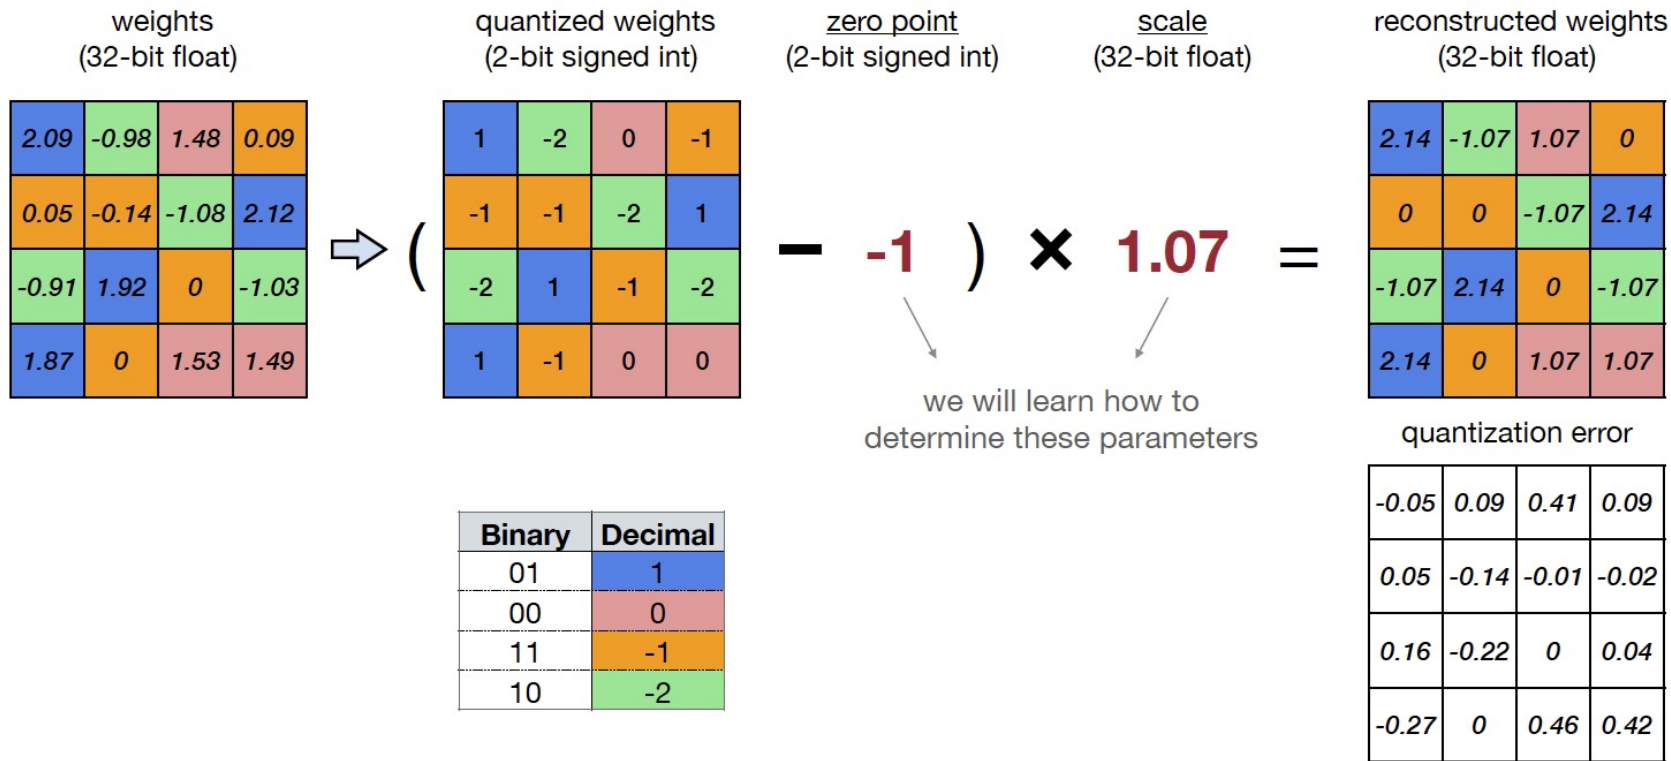 weights
(32-bit float)
quantized weights
(2-bit signed int)
zero point
(2-bit signed int)
scale
(32-bit float)
reconstructed weights
(32-bit float)
2.09 -0.98 1.48 0.09
0.05 -0.14 -1.08 2.12
-0.91 1.92 0 -1.03
1.87 0 1.53 1.49
(
1 -2 0 -1
-1 -1 -2 1
-2 1 -1 -2
1 -1 0 0
− -1 ) × 1.07 =
2.14 -1.07 1.07 0
0 0 -1.07 2.14
-1.07 2.14 0 -1.07
2.14 0 1.07 1.07
we will learn how to
determine these parameters
Binary Decimal
01 1
00 0
11 -1
10 -2
quantization error
-0.05 0.09 0.41 0.09
0.05 -0.14 -0.01 -0.02
0.16 -0.22 0 0.04
-0.27 0 0.46 0.42